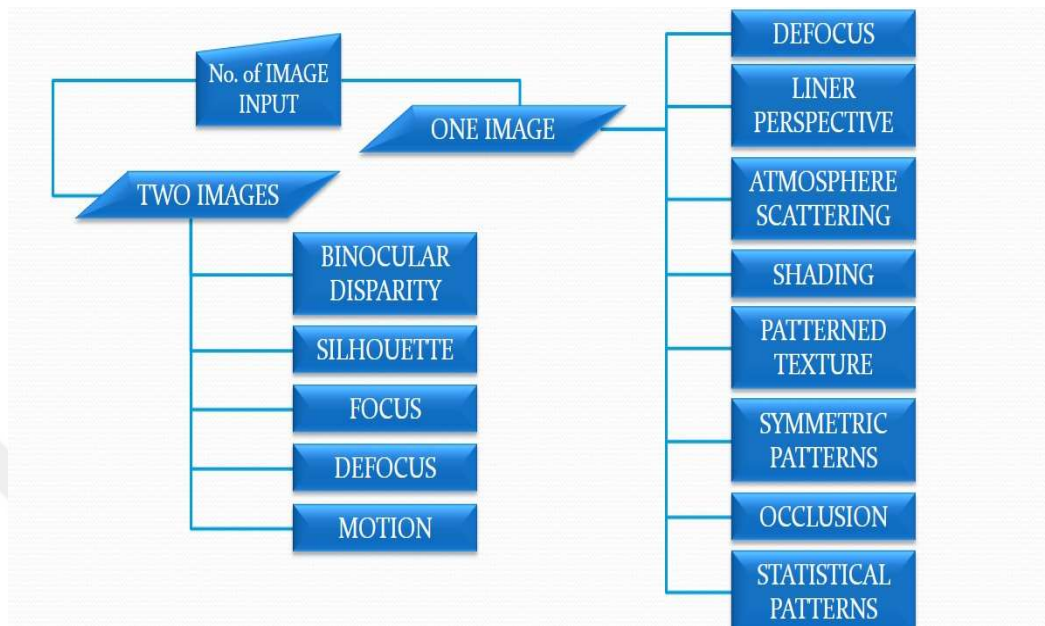 No. of IMAGE
INPUT
ONE IMAGE
TWO IMAGES
BINOCULAR
DISPARITY
SILHOUETTE
FOCUS
DEFOCUS
MOTION
DEFOCUS
LINER
PERSPECTIVE
ATMOSPHERE
SCATTERING
SHADING
PATTERNED
TEXTURE
SYMMETRIC
PATTERNS
OCCLUSION
STATISTICAL
PATTERNS